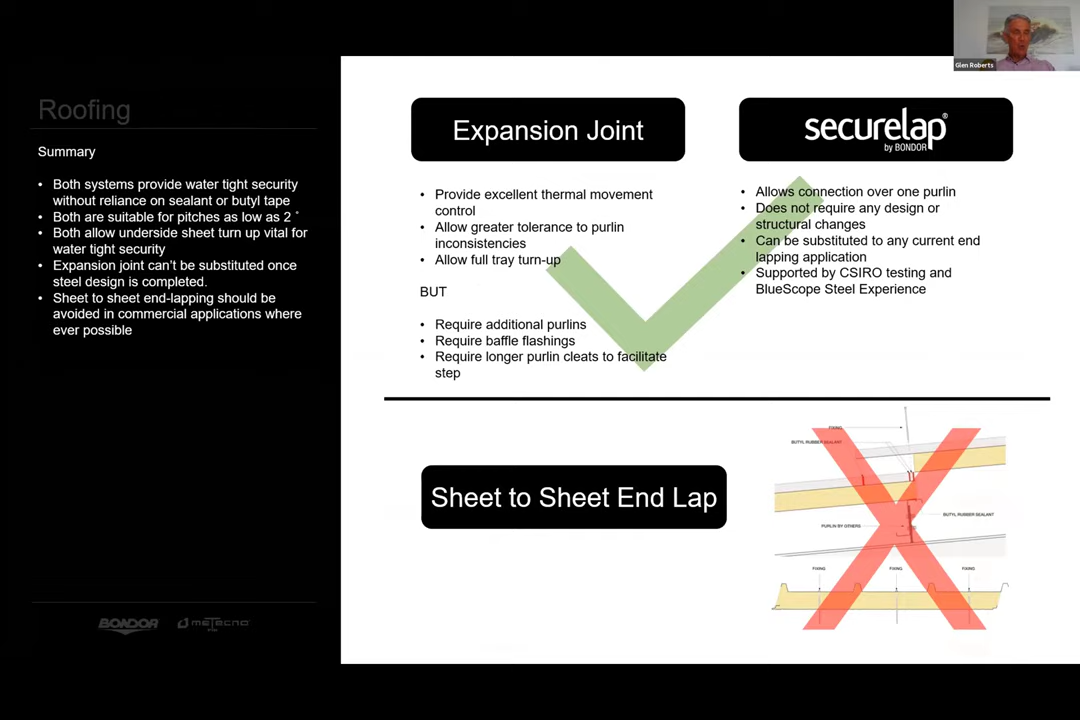 Glen Roberts
Roofing
Summary
• Both systems provide water tight security
without reliance on sealant or butyl tape
• Both are suitable for pitches as low as 2 °
• Both allow underside sheet turn up vital for
water tight security
• Expansion joint can't be substituted once
steel design is completed.
• Sheet to sheet end-lapping should be
avoided in commercial applications where
ever possible
BONDOR
METECNO
Expansion Joint
• Provide excellent thermal movement
control
• Allow greater tolerance to purlin
inconsistencies
• Allow full tray turn-up
BUT
• Require additional purlins
• Require baffle flashings
• Require longer purlin cleats to facilitate
step
securelap®
by BONDOR
• Allows connection over one purlin
• Does not require any design or
structural changes
• Can be substituted to any current end
lapping application
• Supported by CSIRO testing and
BlueScope Steel Experience
Sheet to Sheet End Lap
FIXING
BUTYL RUBBER SEALANT
BUTYL RUBBER SEALANT
PURLIN BY OTHERS
FIXING FIXING FIXING